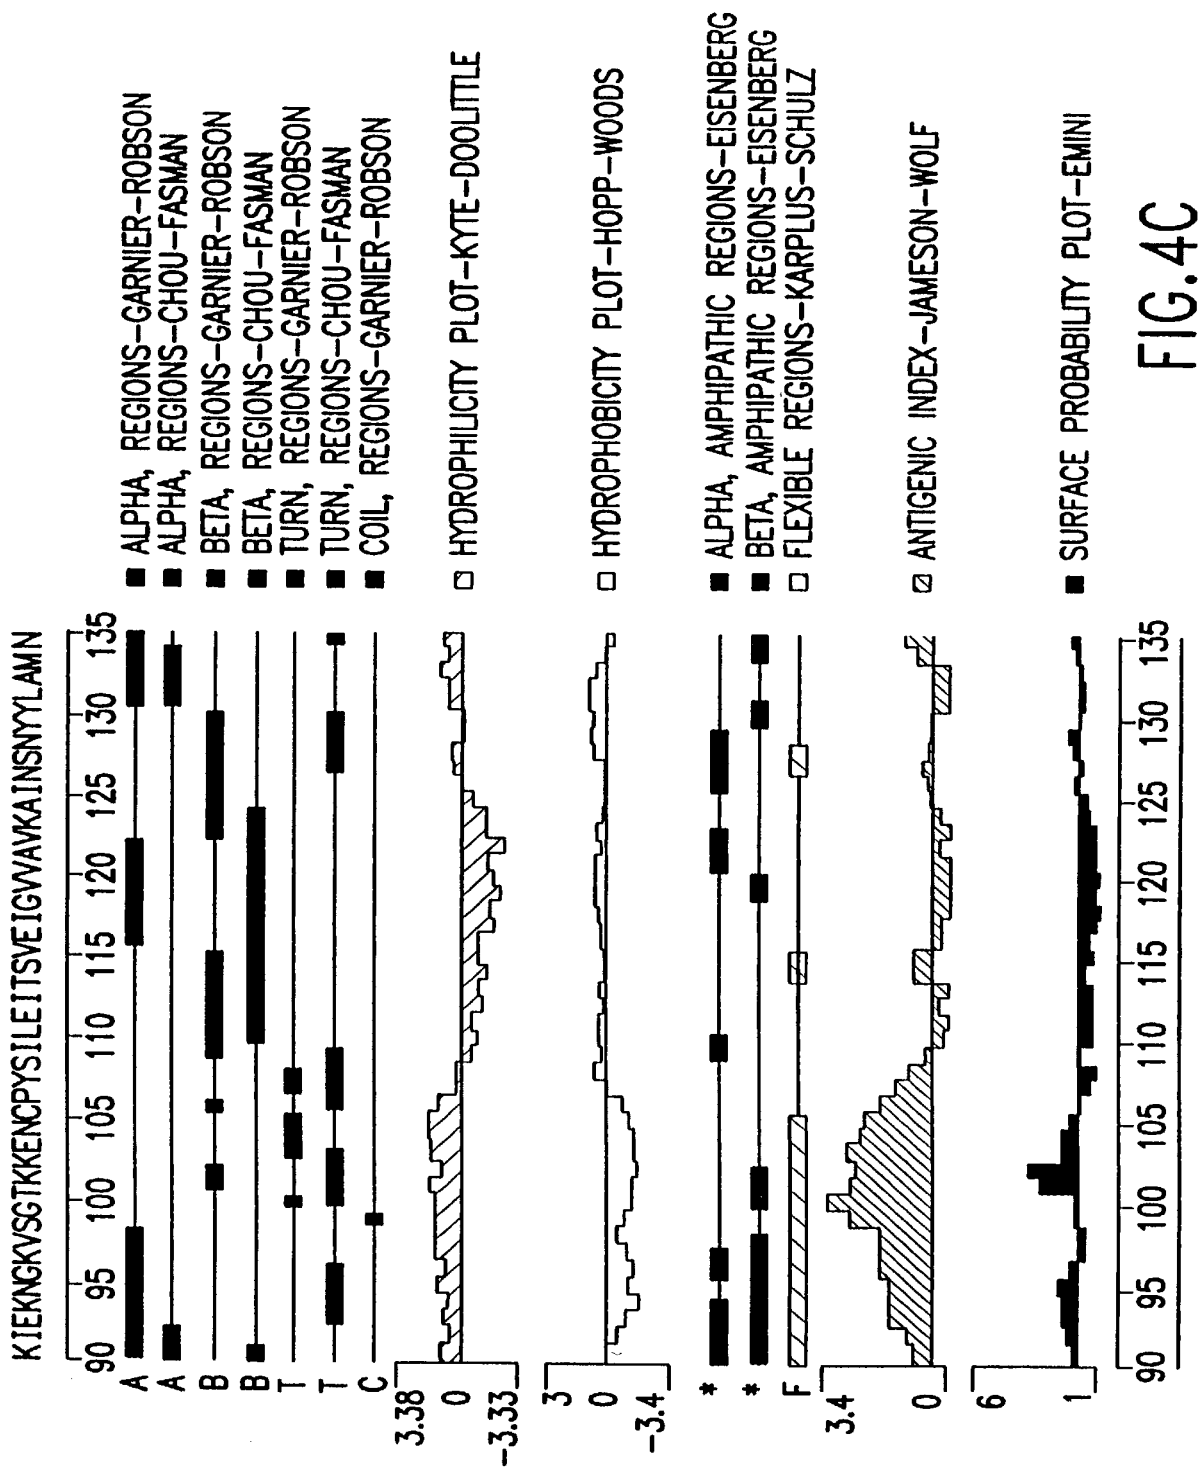 KIEKNGKVSGTKKENCPYSILEITSVEIGVVAVKAINSNYYLAMN
90 95 100 105 110 115 120 125 130 135
A ■ ALPHA, REGIONS-GARNIER-ROBSON
A ■ ALPHA, REGIONS-CHOU-FASMAN
B ■ BETA, REGIONS-GARNIER-ROBSON
B ■ BETA, REGIONS-CHOU-FASMAN
T ■ TURN, REGIONS-GARNIER-ROBSON
T ■ TURN, REGIONS-CHOU-FASMAN
C ■ COIL, REGIONS-GARNIER-ROBSON
3.38
0 HYDROPHILICITY PLOT-KYTE-DOOLITTLE
-3.33
3
0 □ HYDROPHOBICITY PLOT-HOPP-WOODS
-3.4
* ■ ALPHA, AMPHIPATHIC REGIONS-EISENBERG
* ■ BETA, AMPHIPATHIC REGIONS-EISENBERG
F □ FLEXIBLE REGIONS-KARPLUS-SCHULZ
3.4
0 ANTIGENIC INDEX-JAMESON-WOLF
6
1 ■ SURFACE PROBABILITY PLOT-EMINI
90 95 100 105 110 115 120 125 130 135
FIG.4C